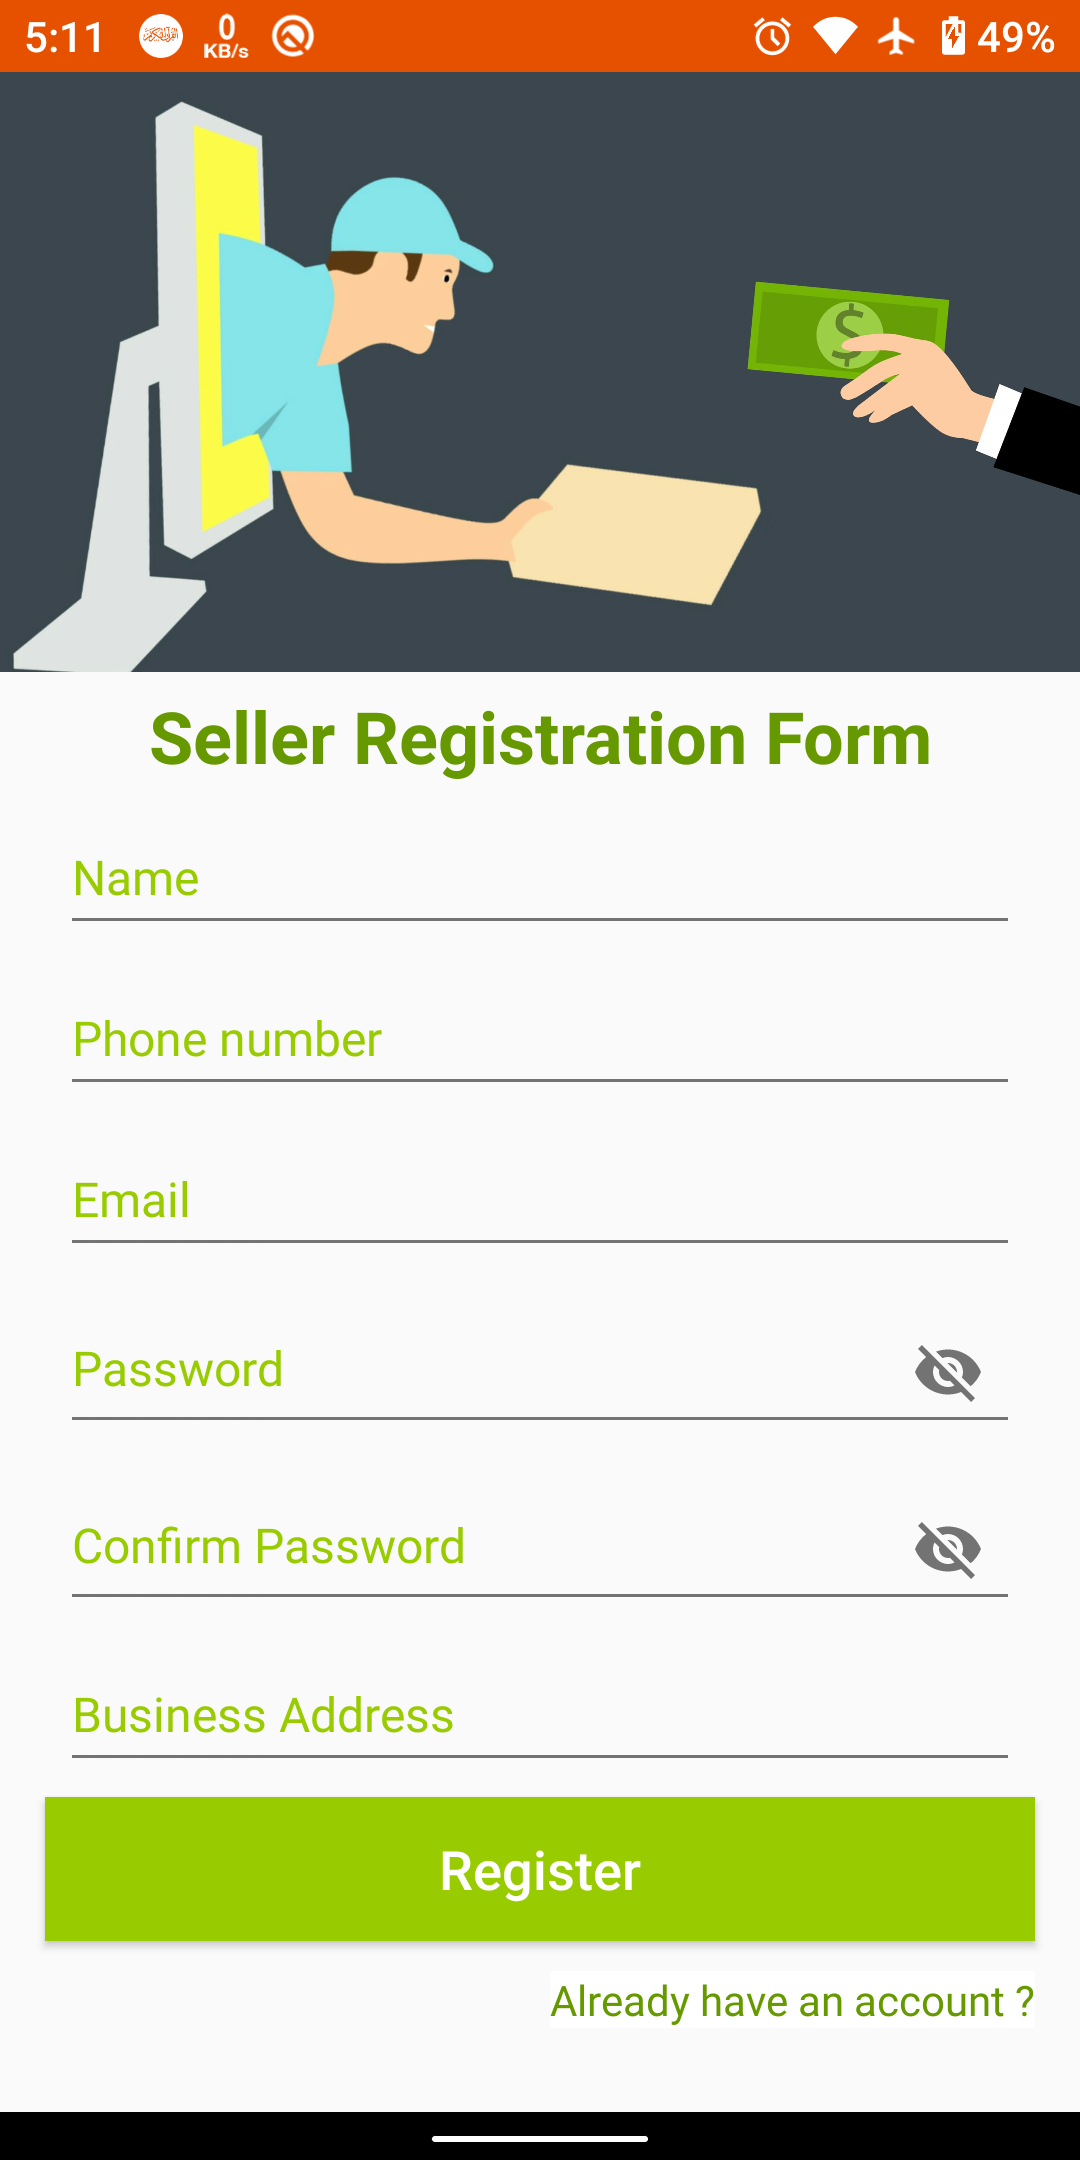 5:11 0 KB/s 49%
$
Seller Registration Form
Name
Phone number
Email
Password
Confirm Password
Business Address
Register
Already have an account ?